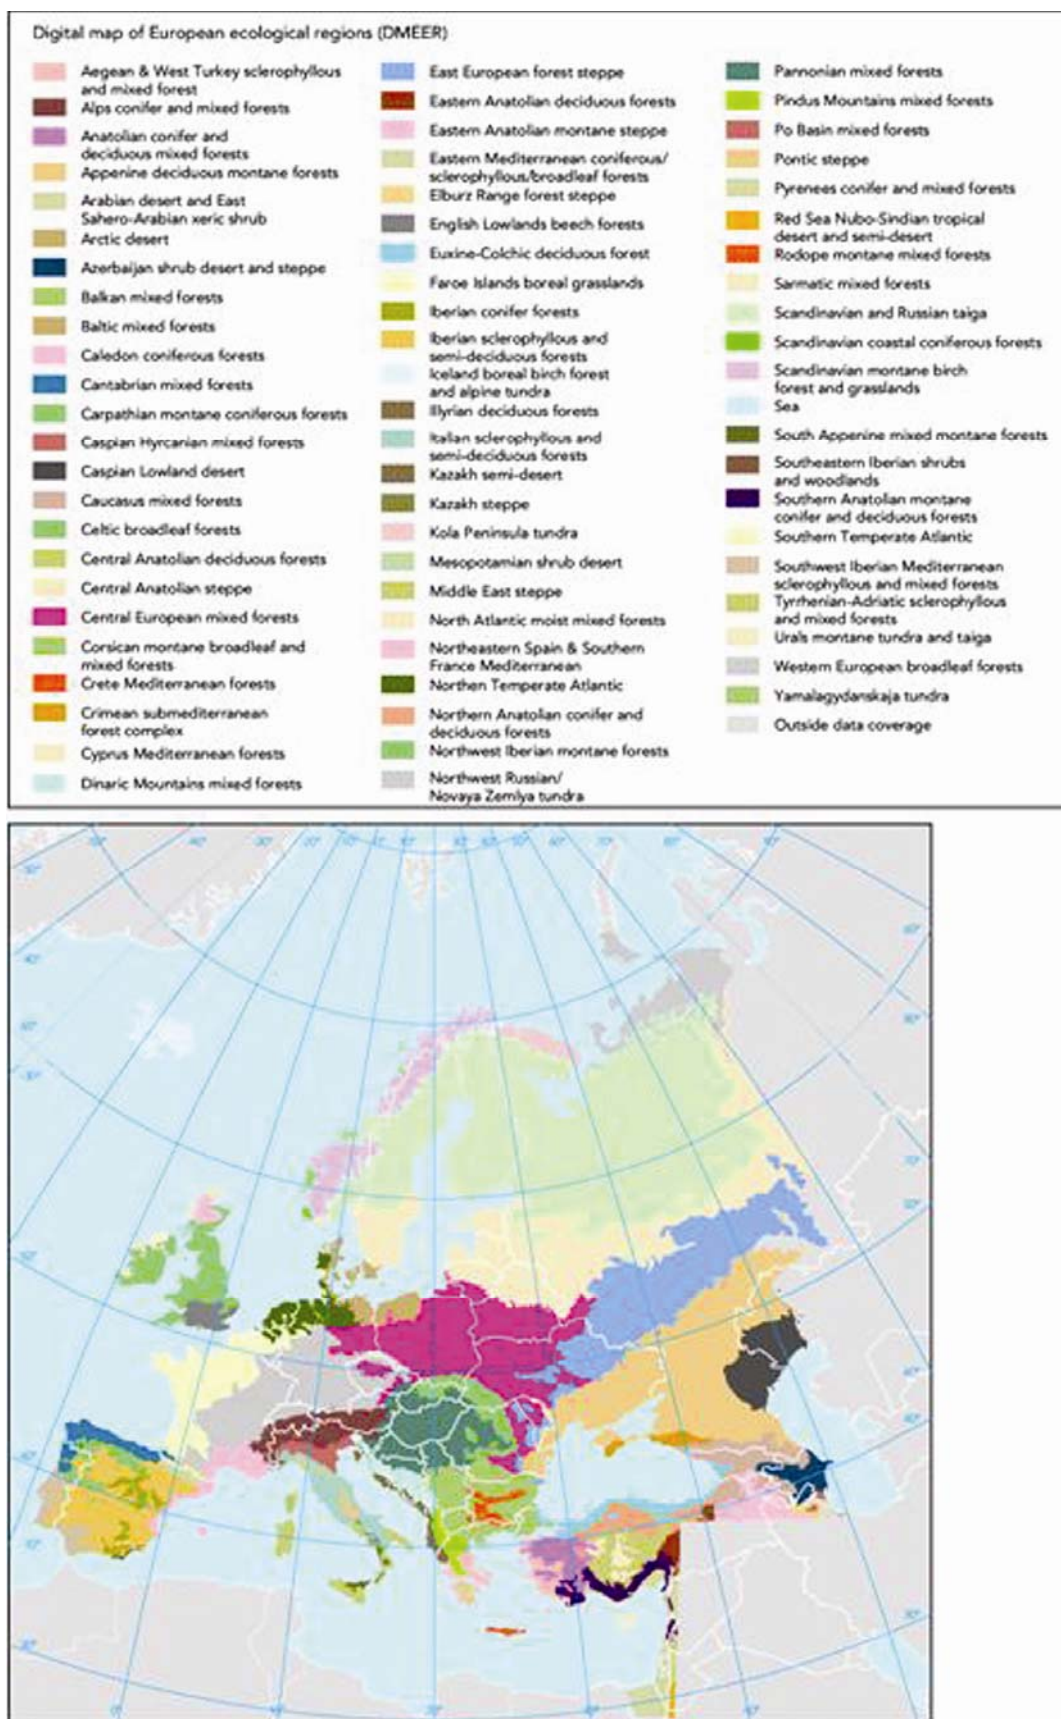 Digital map of European ecological regions (DMEER)
Aegean & West Turkey sclerophyllous
and mixed forest
Alps conifer and mixed forests
Anatolian conifer and
deciduous mixed forests
Appenine deciduous montane forests
Arabian desert and East
Sahero-Arabian xeric shrub
Arctic desert
Azerbaijan shrub desert and steppe
Balkan mixed forests
Baltic mixed forests
Caledon coniferous forests
Cantabrian mixed forests
Carpathian montane coniferous forests
Caspian Hyrcanian mixed forests
Caspian Lowland desert
Caucasus mixed forests
Celtic broadleaf forests
Central Anatolian deciduous forests
Central Anatolian steppe
Central European mixed forests
Corsican montane broadleaf and
mixed forests
Crete Mediterranean forests
Crimean submediterranean
forest complex
Cyprus Mediterranean forests
Dinaric Mountains mixed forests
East European forest steppe
Eastern Anatolian deciduous forests
Eastern Anatolian montane steppe
Eastern Mediterranean coniferous/
sclerophyllous/broadleaf forests
Elburz Range forest steppe
English Lowlands beech forests
Euxine-Colchic deciduous forest
Faroe Islands boreal grasslands
Iberian conifer forests
Iberian sclerophyllous and
semi-deciduous forests
Iceland boreal birch forest
and alpine tundra
Illyrian deciduous forests
Italian sclerophyllous and
semi-deciduous forests
Kazakh semi-desert
Kazakh steppe
Kola Peninsula tundra
Mesopotamian shrub desert
Middle East steppe
North Atlantic moist mixed forests
Northeastern Spain & Southern
France Mediterranean
Northen Temperate Atlantic
Northern Anatolian conifer and
deciduous forests
Northwest Iberian montane forests
Northwest Russian/
Novaya Zemlya tundra
Pannonian mixed forests
Pindus Mountains mixed forests
Po Basin mixed forests
Pontic steppe
Pyrenees conifer and mixed forests
Red Sea Nubo-Sindian tropical
desert and semi-desert
Rodope montane mixed forests
Sarmatic mixed forests
Scandinavian and Russian taiga
Scandinavian coastal coniferous forests
Scandinavian montane birch
forest and grasslands
Sea
South Appenine mixed montane forests
Southeastern Iberian shrubs
and woodlands
Southern Anatolian montane
conifer and deciduous forests
Southern Temperate Atlantic
Southwest Iberian Mediterranean
sclerophyllous and mixed forests
Tyrrhenian-Adriatic sclerophyllous
and mixed forests
Urals montane tundra and taiga
Western European broadleaf forests
Yamalagydanskaja tundra
Outside data coverage